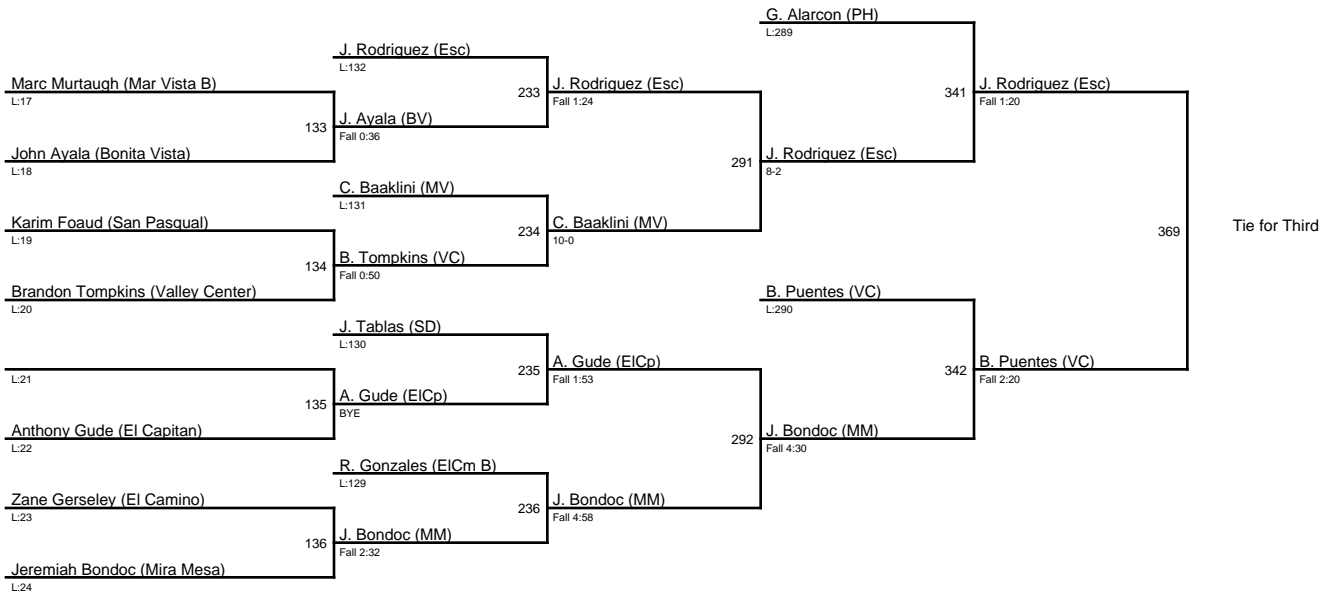 G. Alarcon (PH)
L:289
J. Rodriguez (Esc)
L:132
Marc Murtaugh (Mar Vista B)
L:17
233
J. Rodriguez (Esc)
Fall 1:24
341
J. Rodriguez (Esc)
Fall 1:20
133
J. Ayala (BV)
Fall 0:36
John Ayala (Bonita Vista)
L:18
291
J. Rodriguez (Esc)
8-2
C. Baaklini (MV)
L:131
Karim Foaud (San Pasqual)
L:19
234
C. Baaklini (MV)
10-0
369
Tie for Third
134
B. Tompkins (VC)
Fall 0:50
Brandon Tompkins (Valley Center)
L:20
B. Puentes (VC)
L:290
J. Tablas (SD)
L:130
L:21
235
A. Gude (ElCp)
Fall 1:53
342
B. Puentes (VC)
Fall 2:20
135
A. Gude (ElCp)
BYE
Anthony Gude (El Capitan)
L:22
292
J. Bondoc (MM)
Fall 4:30
R. Gonzales (ElCm B)
L:129
Zane Gerseley (El Camino)
L:23
236
J. Bondoc (MM)
Fall 4:58
136
J. Bondoc (MM)
Fall 2:32
Jeremiah Bondoc (Mira Mesa)
L:24